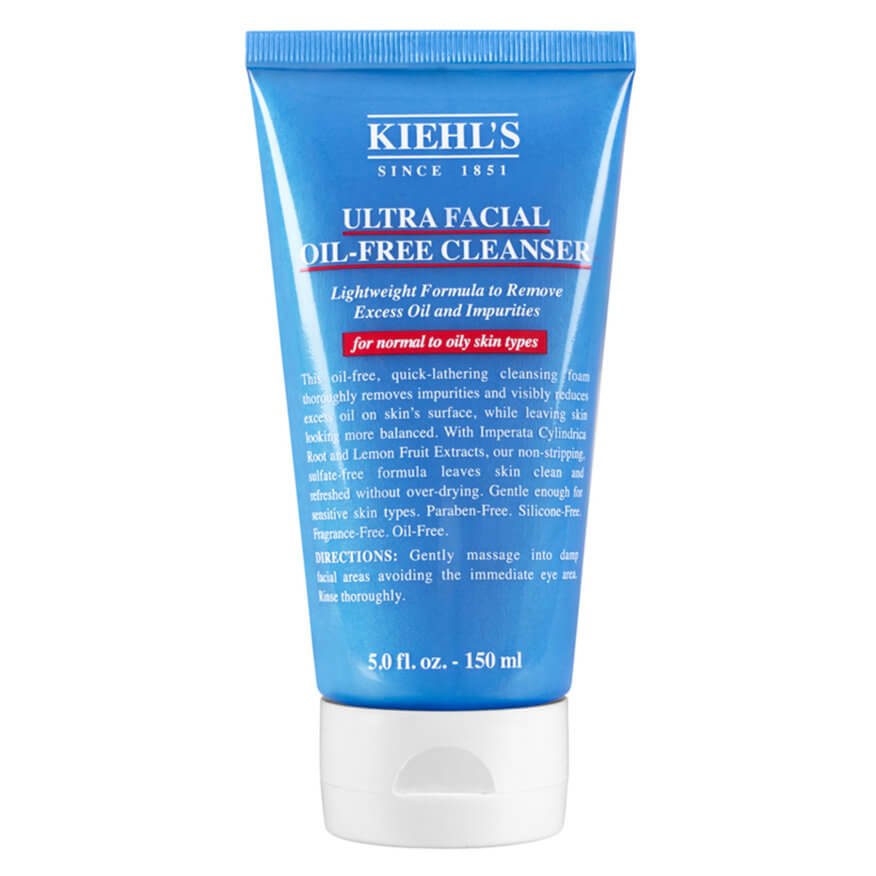 KIEHL'S
SINCE 1851
ULTRA FACIAL
OIL-FREE CLEANSER
Lightweight Formula to Remove
Excess Oil and Impurities
for normal to oily skin types
This oil-free, quick-lathering cleansing foam
thoroughly removes impurities and visibly reduces
excess oil on skin's surface, while leaving skin
looking more balanced. With Imperata Cylindrica
Root and Lemon Fruit Extracts, our non-stripping,
sulfate-free formula leaves skin clean and
refreshed without over-drying. Gentle enough for
sensitive skin types. Paraben-Free. Silicone-Free.
Fragrance-Free. Oil-Free.
DIRECTIONS: Gently massage into damp
facial areas avoiding the immediate eye area.
Rinse thoroughly.
5.0 fl. oz. - 150 ml